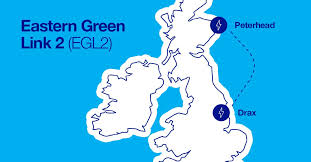 Eastern Green
Link 2 (EGL2)
Peterhead
Drax